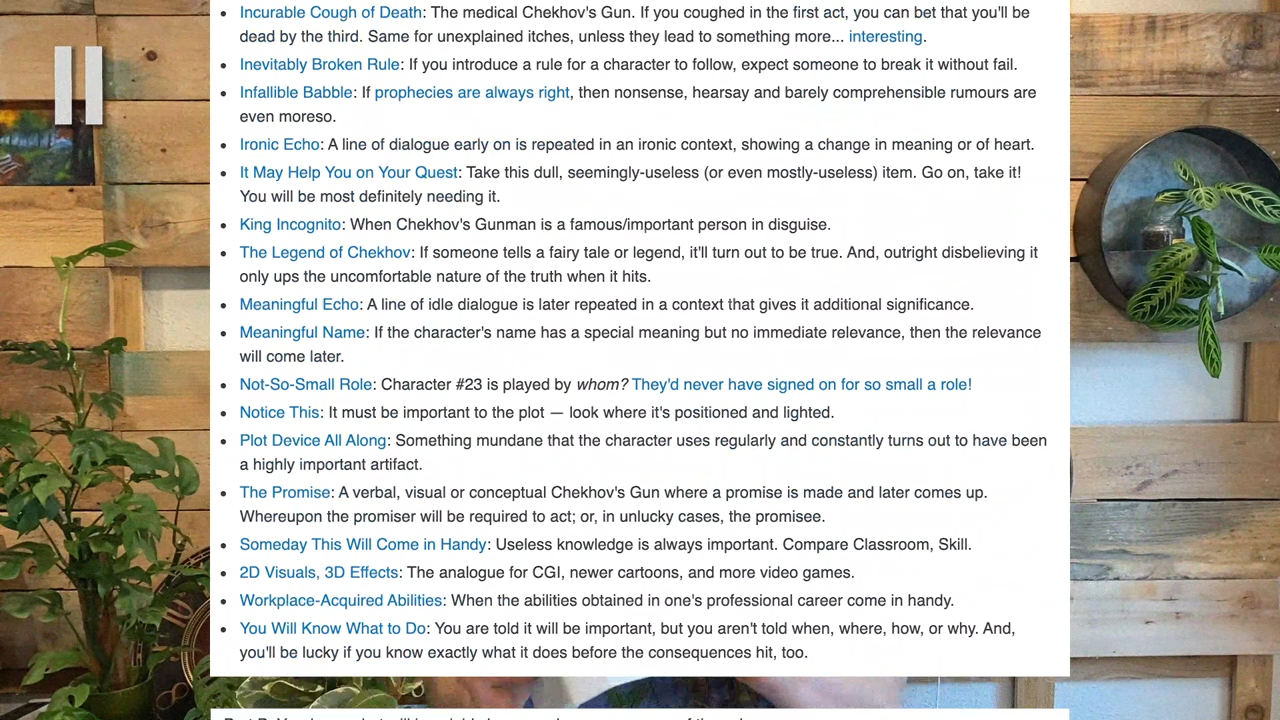 Incurable Cough of Death: The medical Chekhov's Gun. If you coughed in the first act, you can bet that you'll be
dead by the third. Same for unexplained itches, unless they lead to something more... interesting.
Inevitably Broken Rule: If you introduce a rule for a character to follow, expect someone to break it without fail.
Infallible Babble: If prophecies are always right, then nonsense, hearsay and barely comprehensible rumours are
even moreso.
Ironic Echo: A line of dialogue early on is repeated in an ironic context, showing a change in meaning or of heart.
It May Help You on Your Quest: Take this dull, seemingly-useless (or even mostly-useless) item. Go on, take it!
You will be most definitely needing it.
King Incognito: When Chekhov's Gunman is a famous/important person in disguise.
The Legend of Chekhov: If someone tells a fairy tale or legend, it'll turn out to be true. And, outright disbelieving it
only ups the uncomfortable nature of the truth when it hits.
Meaningful Echo: A line of idle dialogue is later repeated in a context that gives it additional significance.
Meaningful Name: If the character's name has a special meaning but no immediate relevance, then the relevance
will come later.
Not-So-Small Role: Character #23 is played by whom? They'd never have signed on for so small a role!
Notice This: It must be important to the plot — look where it's positioned and lighted.
Plot Device All Along: Something mundane that the character uses regularly and constantly turns out to have been
a highly important artifact.
The Promise: A verbal, visual or conceptual Chekhov's Gun where a promise is made and later comes up.
Whereupon the promiser will be required to act; or, in unlucky cases, the promisee.
Someday This Will Come in Handy: Useless knowledge is always important. Compare Classroom, Skill.
2D Visuals, 3D Effects: The analogue for CGI, newer cartoons, and more video games.
Workplace-Acquired Abilities: When the abilities obtained in one's professional career come in handy.
You Will Know What to Do: You are told it will be important, but you aren't told when, where, how, or why. And,
you'll be lucky if you know exactly what it does before the consequences hit, too.